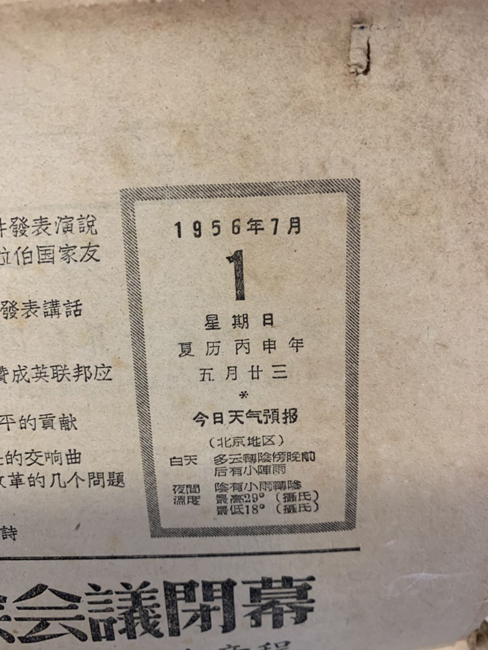 發表演說
拉伯国家友
發表講話
贊成英联邦应
平的貢献
的交响曲
改革的几个問題
詩
1956年7月
1
星期日
夏历丙申年
五月廿三
*
今日天气預报
(北京地区)
白天 多云轉陰傍晚前
后有小陣雨
夜間 陰有小雨轉陰
溫度 最高29° (攝氏)
最低18° (攝氏)
会議閉幕